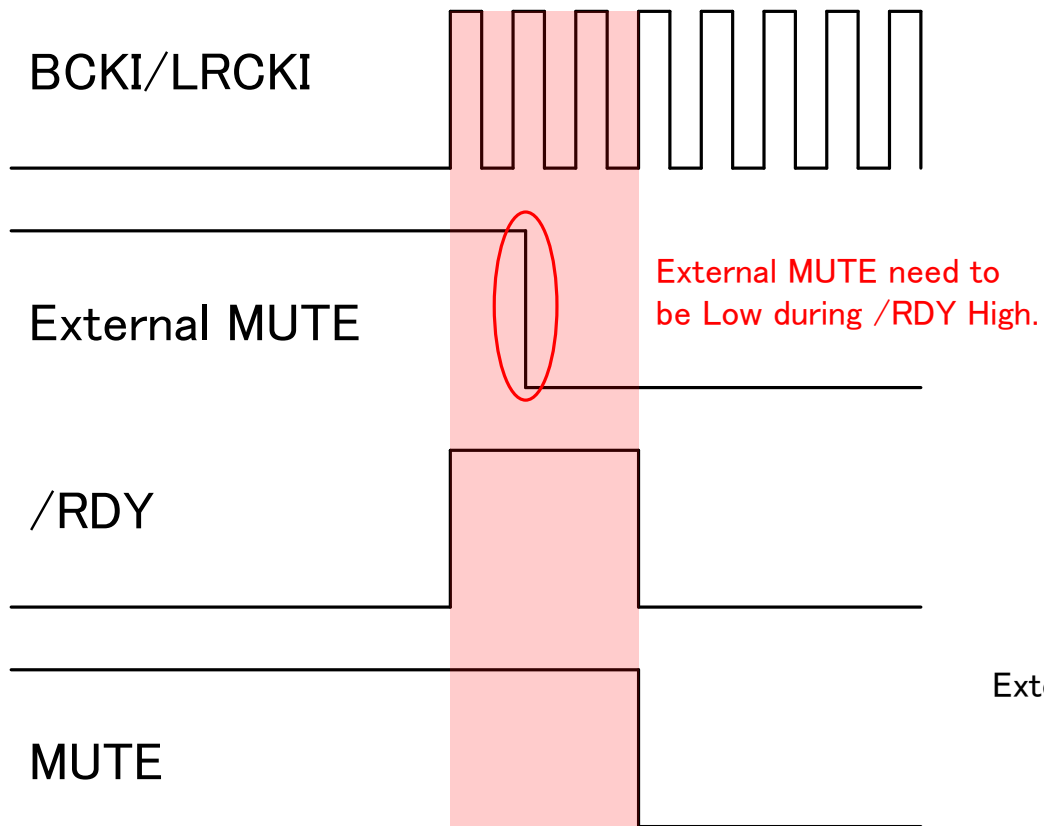 BCKI/LRCKI
External MUTE need to
be Low during /RDY High.
External MUTE
/RDY
MUTE